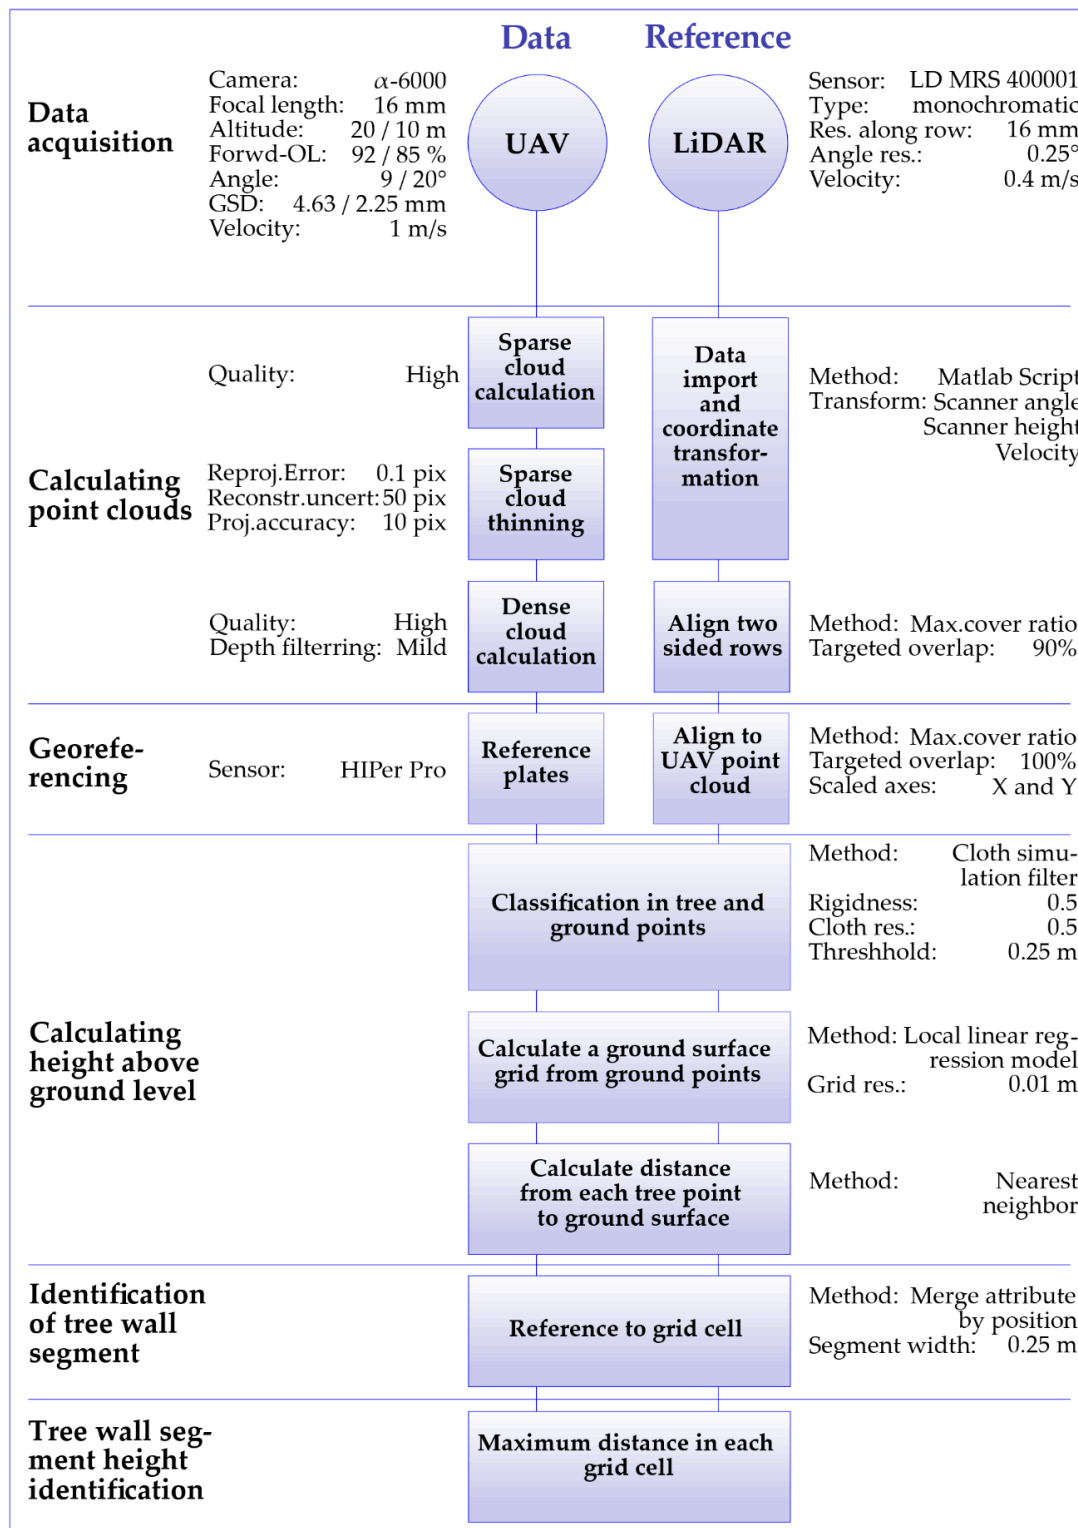 Data Reference
Data
acquisition
Camera: α-6000
Focal length: 16 mm
Altitude: 20 / 10 m
Forwd-OL: 92 / 85 %
Angle: 9 / 20°
GSD: 4.63 / 2.25 mm
Velocity: 1 m/s
UAV
LiDAR
Sensor: LD MRS 400001
Type: monochromatic
Res. along row: 16 mm
Angle res.: 0.25°
Velocity: 0.4 m/s
Calculating
point clouds
Quality: High
Sparse
cloud
calculation
Data
import
and
coordinate
transfor-
mation
Method: Matlab Script
Transform: Scanner angle
Scanner height
Velocity
Reproj.Error: 0.1 pix
Reconstr.uncert: 50 pix
Proj.accuracy: 10 pix
Sparse
cloud
thinning
Quality: High
Depth filterring: Mild
Dense
cloud
calculation
Align two
sided rows
Method: Max.cover ratio
Targeted overlap: 90%
Georefe-
rencing
Sensor: HIPer Pro
Reference
plates
Align to
UAV point
cloud
Method: Max.cover ratio
Targeted overlap: 100%
Scaled axes: X and Y
Calculating
height above
ground level
Classification in tree and
ground points
Method: Cloth simu-
lation filter
Rigidness: 0.5
Cloth res.: 0.5
Threshhold: 0.25 m
Calculate a ground surface
grid from ground points
Method: Local linear reg-
ression model
Grid res.: 0.01 m
Calculate distance
from each tree point
to ground surface
Method: Nearest
neighbor
Identification
of tree wall
segment
Reference to grid cell
Method: Merge attribute
by position
Segment width: 0.25 m
Tree wall seg-
ment height
identification
Maximum distance in each
grid cell